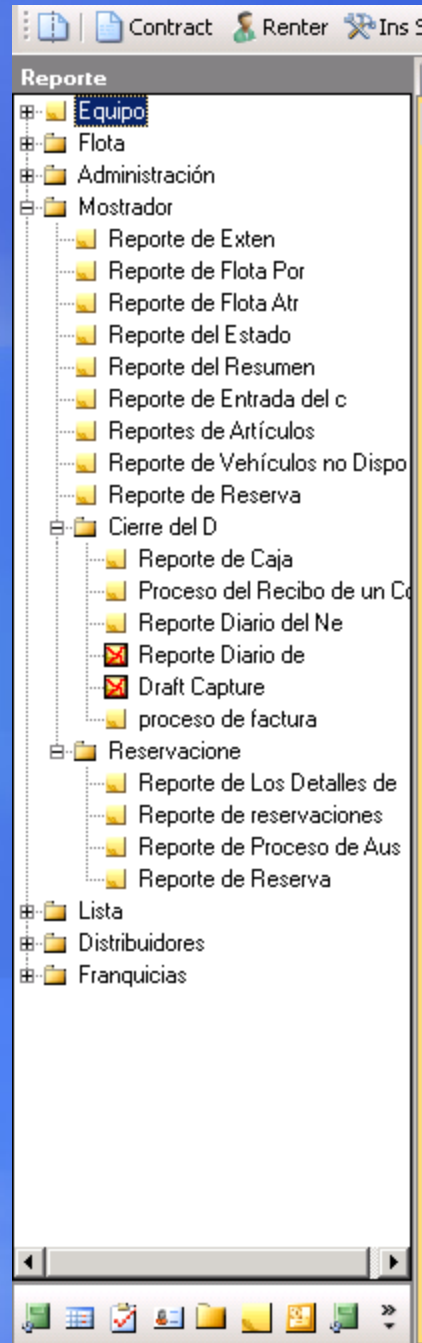 Contract Renter Ins S
Reporte
Equipo
Flota
Administración
Mostrador
Reporte de Exten
Reporte de Flota Por
Reporte de Flota Atr
Reporte del Estado
Reporte del Resumen
Reporte de Entrada del c
Reportes de Artículos
Reporte de Vehículos no Dispo
Reporte de Reserva
Cierre del D
Reporte de Caja
Proceso del Recibo de un Co
Reporte Diario del Ne
Reporte Diario de
Draft Capture
proceso de factura
Reservacione
Reporte de Los Detalles de
Reporte de reservaciones
Reporte de Proceso de Aus
Reporte de Reserva
Lista
Distribuidores
Franquicias